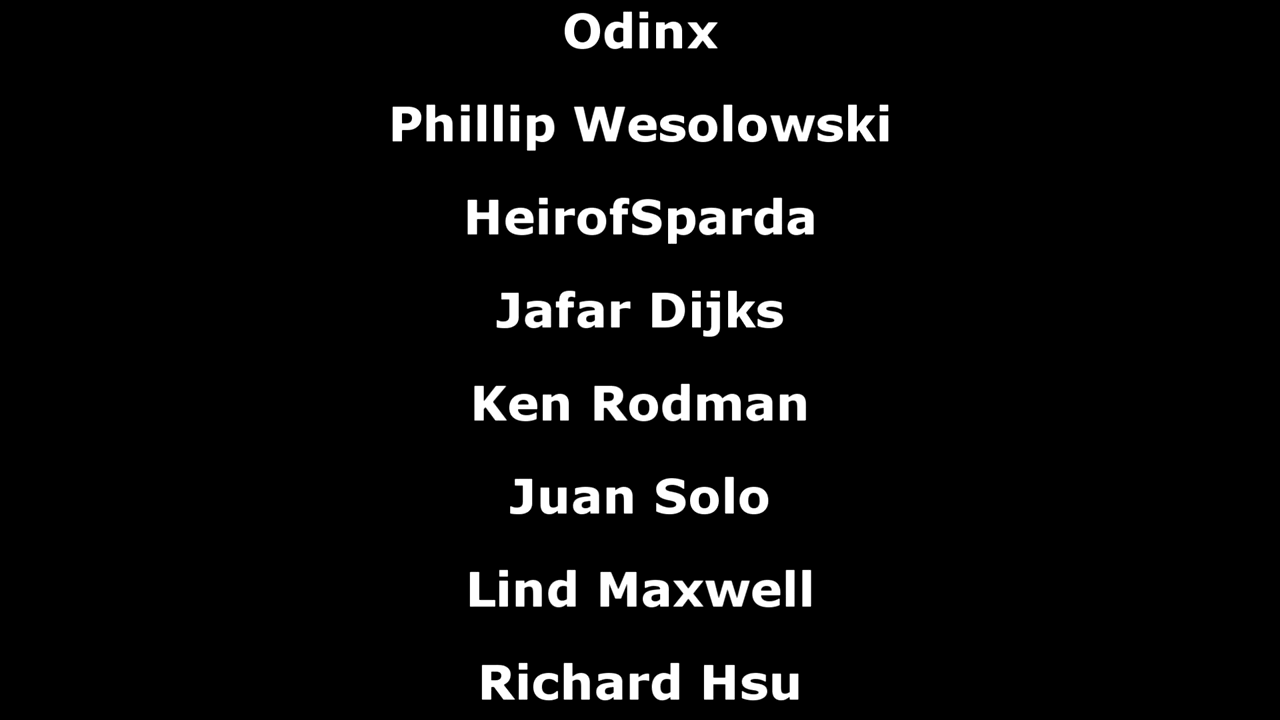 Odinx
Phillip Wesolowski
HeirofSparda
Jafar Dijks
Ken Rodman
Juan Solo
Lind Maxwell
Richard Hsu